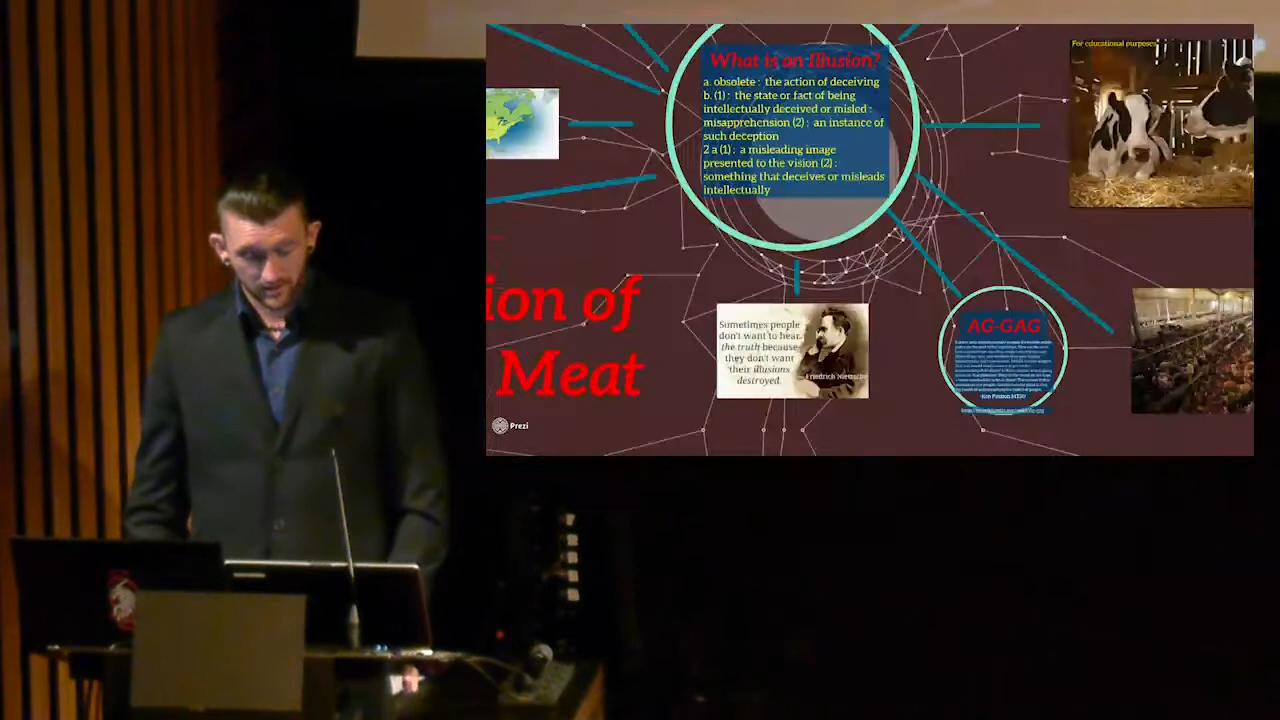 For educational purposes
What is an Illusion?
a. obsolete : the action of deceiving
b. (1) : the state or fact of being
intellectually deceived or misled :
misapprehension (2) : an instance of
such deception
2 a (1) : a misleading image
presented to the vision (2) :
something that deceives or misleads
intellectually
ion of
Meat
Sometimes people
don't want to hear
the truth because
they don't want
their illusions
destroyed.
Friedrich Nietzsche
AG-GAG
Prezi